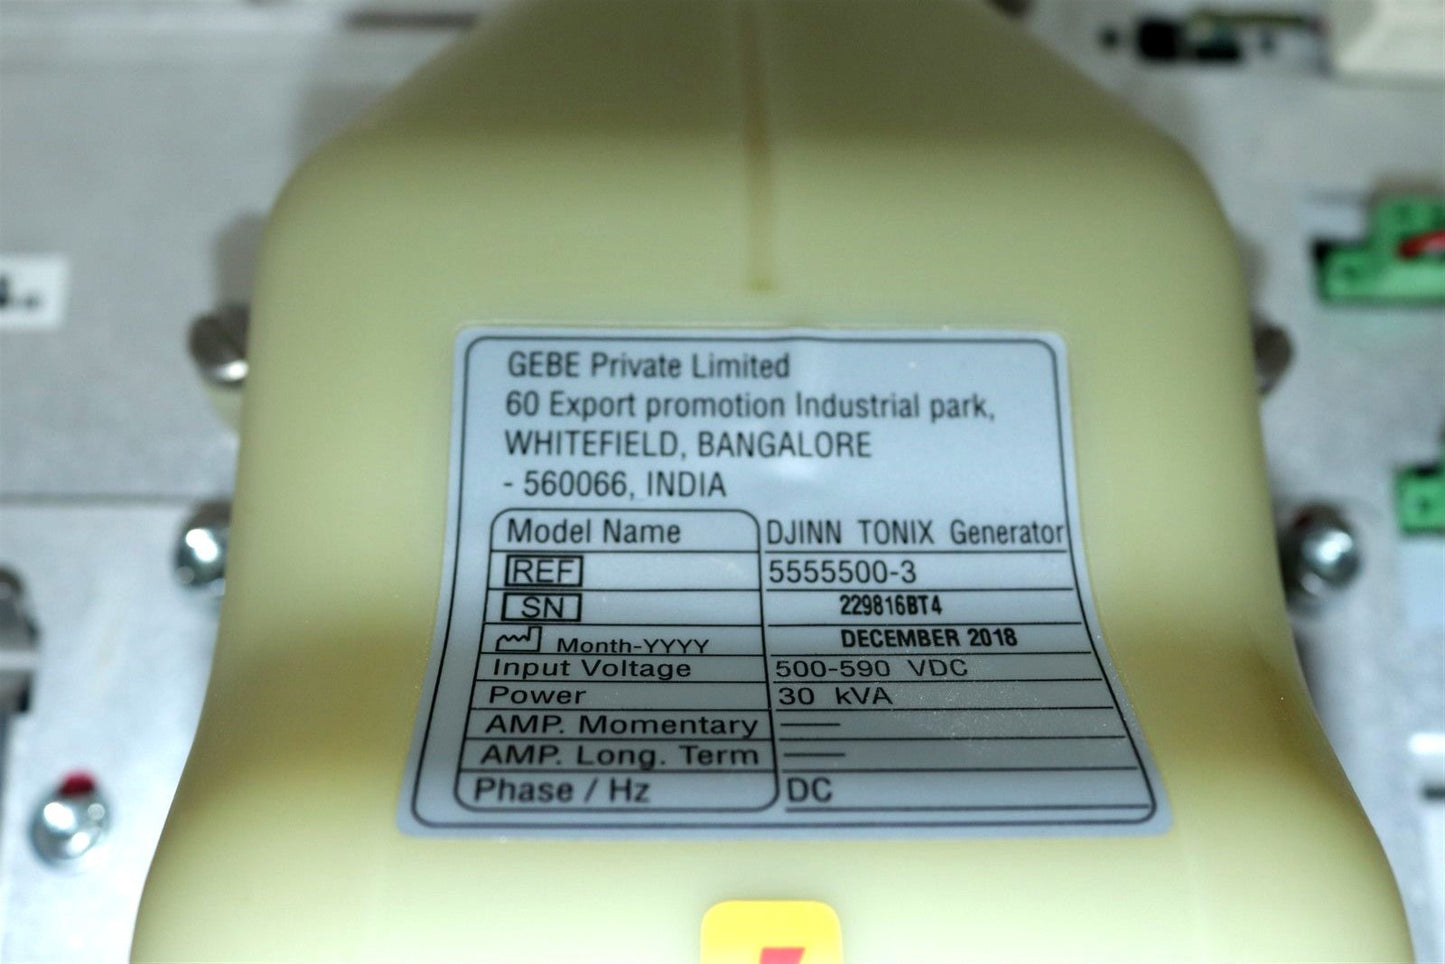 GEBE Private Limited
60 Export promotion Industrial park,
WHITEFIELD, BANGALORE
- 560066, INDIA
Model Name DJINN TONIX Generator
REF 5555500-3
SN 229816BT4
Month-YYYY DECEMBER 2018
Input Voltage 500-590 VDC
Power 30 kVA
AMP. Momentary —
AMP. Long. Term —
Phase / Hz DC